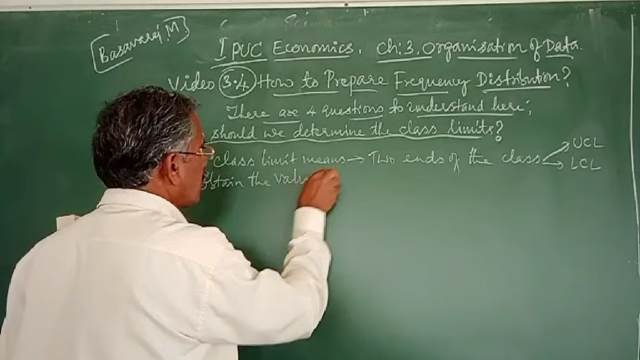 Basavaraj M
I PUC Economics. Ch:3. Organisation of Data.
Video 3.4 How to Prepare Frequency Distribution?
There are 4 questions to understand here;
should we determine the class limits?
class limit means → Two ends of the class → UCL
→ LCL
the